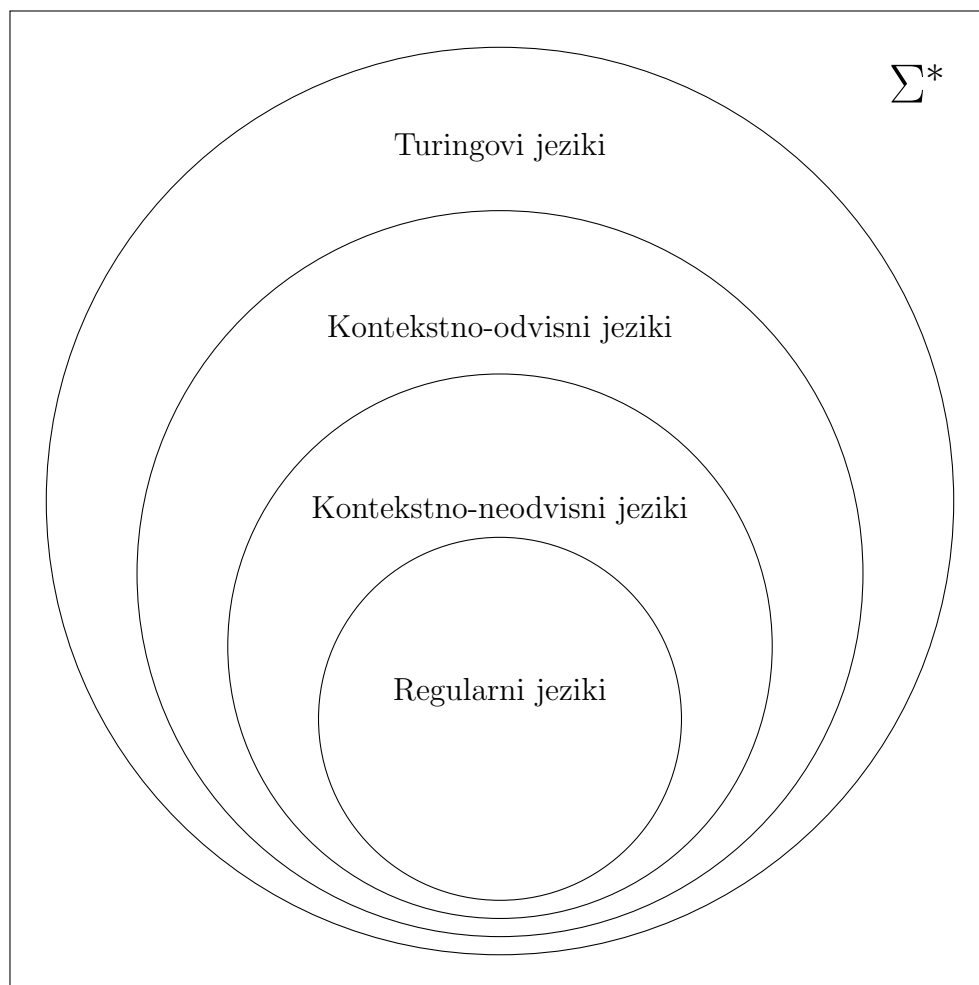 Σ*
Turingovi jeziki
Kontekstno-odvisni jeziki
Kontekstno-neodvisni jeziki
Regularni jeziki